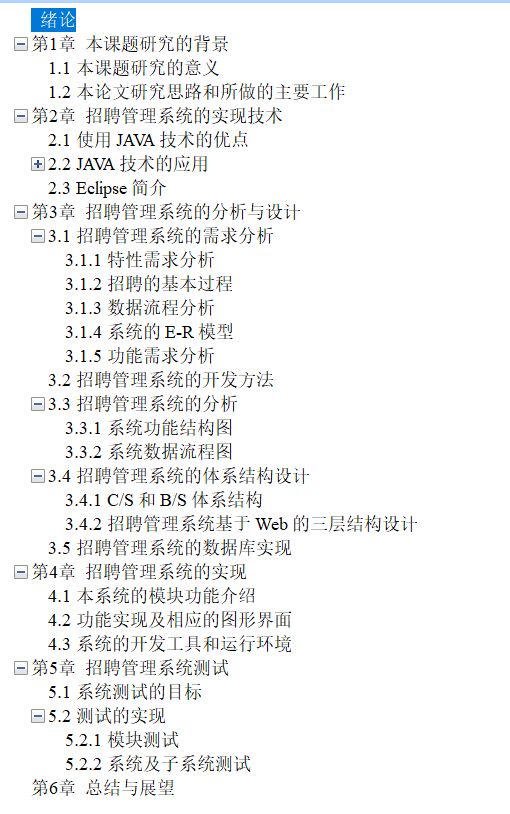 绪论
第1章 本课题研究的背景
1.1 本课题研究的意义
1.2 本论文研究思路和所做的主要工作
第2章 招聘管理系统的实现技术
2.1 使用 JAVA 技术的优点
2.2 JAVA 技术的应用
2.3 Eclipse 简介
第3章 招聘管理系统的分析与设计
3.1 招聘管理系统的需求分析
3.1.1 特性需求分析
3.1.2 招聘的基本过程
3.1.3 数据流程分析
3.1.4 系统的 E-R 模型
3.1.5 功能需求分析
3.2 招聘管理系统的开发方法
3.3 招聘管理系统的分析
3.3.1 系统功能结构图
3.3.2 系统数据流程图
3.4 招聘管理系统的体系结构设计
3.4.1 C/S 和 B/S 体系结构
3.4.2 招聘管理系统基于 Web 的三层结构设计
3.5 招聘管理系统的数据库实现
第4章 招聘管理系统的实现
4.1 本系统的模块功能介绍
4.2 功能实现及相应的图形界面
4.3 系统的开发工具和运行环境
第5章 招聘管理系统测试
5.1 系统测试的目标
5.2 测试的实现
5.2.1 模块测试
5.2.2 系统及子系统测试
第6章 总结与展望